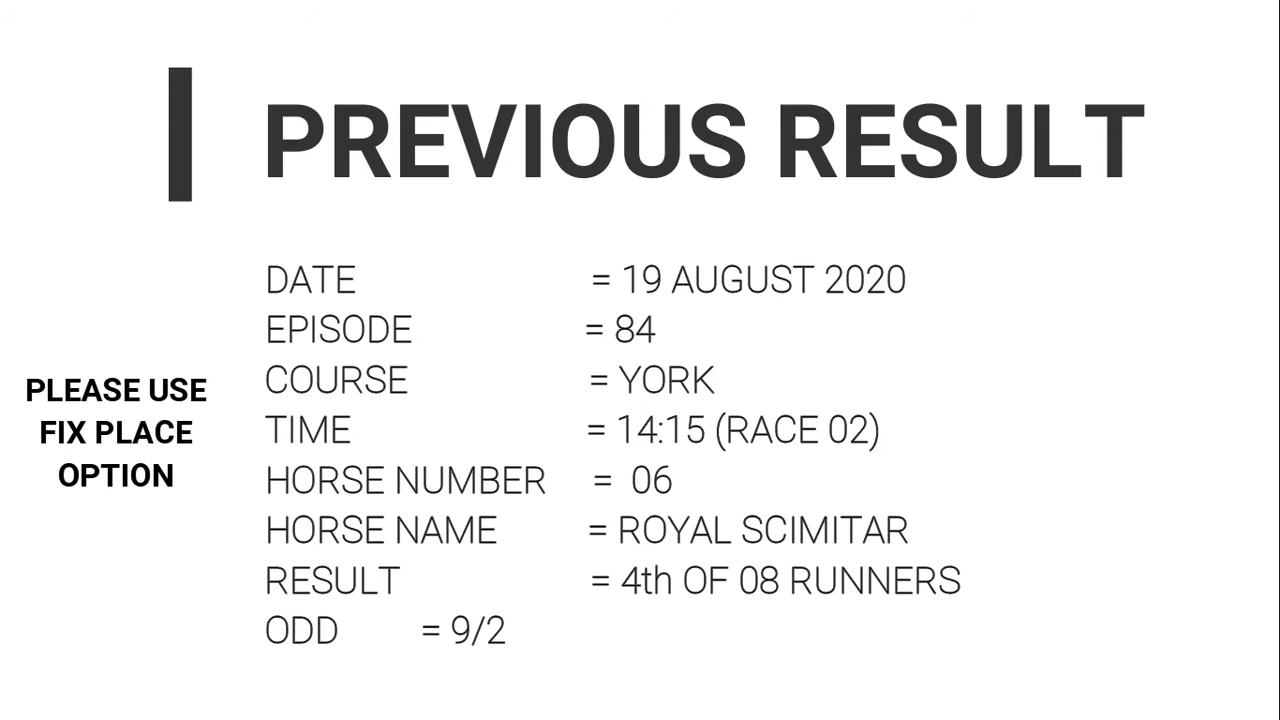 PREVIOUS RESULT
DATE = 19 AUGUST 2020
EPISODE = 84
COURSE = YORK
TIME = 14:15 (RACE 02)
HORSE NUMBER = 06
HORSE NAME = ROYAL SCIMITAR
RESULT = 4th OF 08 RUNNERS
ODD = 9/2
PLEASE USE
FIX PLACE
OPTION